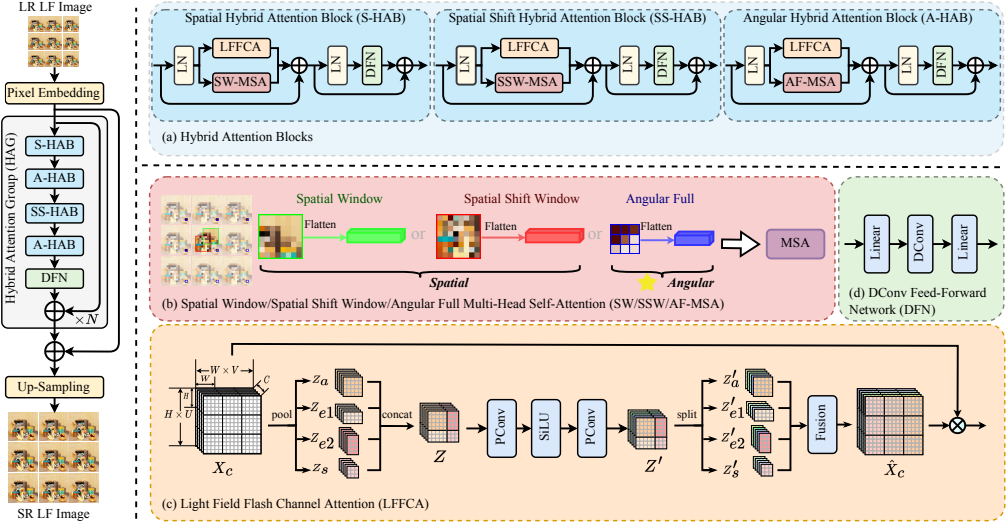 LR LF Image
Pixel Embedding
Hybrid Attention Group (HAG)
S-HAB
A-HAB
SS-HAB
A-HAB
DFN
×N
Up-Sampling
SR LF Image
Spatial Hybrid Attention Block (S-HAB)
LN
LFFCA
SW-MSA
LN
DFN
Spatial Shift Hybrid Attention Block (SS-HAB)
LN
LFFCA
SSW-MSA
LN
DFN
Angular Hybrid Attention Block (A-HAB)
LN
LFFCA
AF-MSA
LN
DFN
(a) Hybrid Attention Blocks
Spatial Window
Flatten
or
Spatial Shift Window
Flatten
or
Angular Full
Flatten
MSA
Spatial
Angular
(b) Spatial Window/Spatial Shift Window/Angular Full Multi-Head Self-Attention (SW/SSW/AF-MSA)
Linear
DConv
Linear
(d) DConv Feed-Forward
Network (DFN)
W × V
W
C
H
H × U
X_c
pool
z_a
z_{e1}
z_{e2}
z_s
concat
Z
PConv
SiLU
PConv
Z′
split
z′_a
z′_{e1}
z′_{e2}
z′_s
Fusion
X̂_c
(c) Light Field Flash Channel Attention (LFFCA)